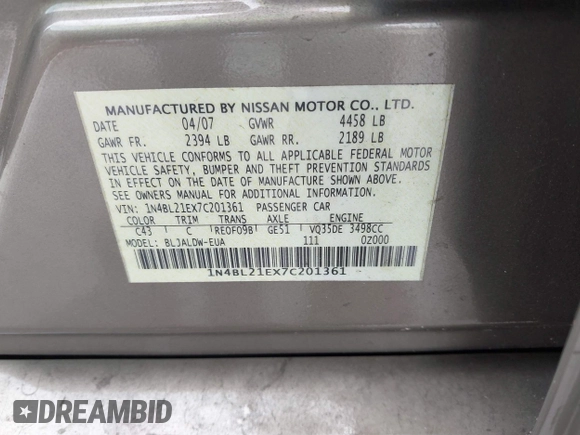 MANUFACTURED BY NISSAN MOTOR CO., LTD.
DATE 04/07 GVWR 4458 LB
GAWR FR. 2394 LB GAWR RR. 2189 LB
THIS VEHICLE CONFORMS TO ALL APPLICABLE FEDERAL MOTOR
VEHICLE SAFETY, BUMPER AND THEFT PREVENTION STANDARDS
IN EFFECT ON THE DATE OF MANUFACTURE SHOWN ABOVE.
SEE OWNERS MANUAL FOR ADDITIONAL INFORMATION.
VIN: 1N4BL21EX7C201361 PASSENGER CAR
COLOR TRIM TRANS AXLE ENGINE
C43 C RE0F09B GE51 VQ35DE 3498CC
MODEL: BLJALDW-EUA 111 0Z000
1N4BL21EX7C201361
DREAMBID